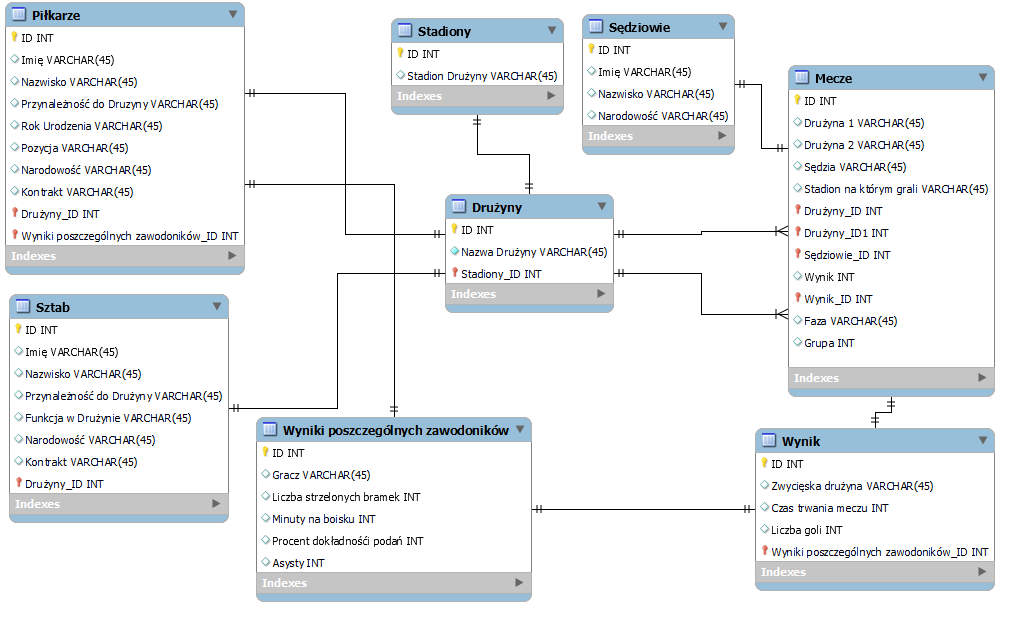 Piłkarze
ID INT
Imię VARCHAR(45)
Nazwisko VARCHAR(45)
Przynależność do Druzyny VARCHAR(45)
Rok Urodzenia VARCHAR(45)
Pozycja VARCHAR(45)
Narodowość VARCHAR(45)
Kontrakt VARCHAR(45)
Drużyny_ID INT
Wyniki poszczególnych zawodoników_ID INT
Indexes
Stadiony
ID INT
Stadion Drużyny VARCHAR(45)
Indexes
Sędziowie
ID INT
Imię VARCHAR(45)
Nazwisko VARCHAR(45)
Narodowość VARCHAR(45)
Indexes
Mecze
ID INT
Drużyna 1 VARCHAR(45)
Drużyna 2 VARCHAR(45)
Sędzia VARCHAR(45)
Stadion na którym grali VARCHAR(45)
Drużyny_ID INT
Drużyny_ID1 INT
Sędziowie_ID INT
Wynik INT
Wynik_ID INT
Faza VARCHAR(45)
Grupa INT
Indexes
Drużyny
ID INT
Nazwa Drużyny VARCHAR(45)
Stadiony_ID INT
Indexes
Sztab
ID INT
Imię VARCHAR(45)
Nazwisko VARCHAR(45)
Przynależność do Drużyny VARCHAR(45)
Funkcja w Drużynie VARCHAR(45)
Narodowość VARCHAR(45)
Kontrakt VARCHAR(45)
Drużyny_ID INT
Indexes
Wyniki poszczególnych zawodoników
ID INT
Gracz VARCHAR(45)
Liczba strzelonych bramek INT
Minuty na boisku INT
Procent dokładnośći podań INT
Asysty INT
Indexes
Wynik
ID INT
Zwycięska drużyna VARCHAR(45)
Czas trwania meczu INT
Liczba goli INT
Wyniki poszczególnych zawodoników_ID INT
Indexes